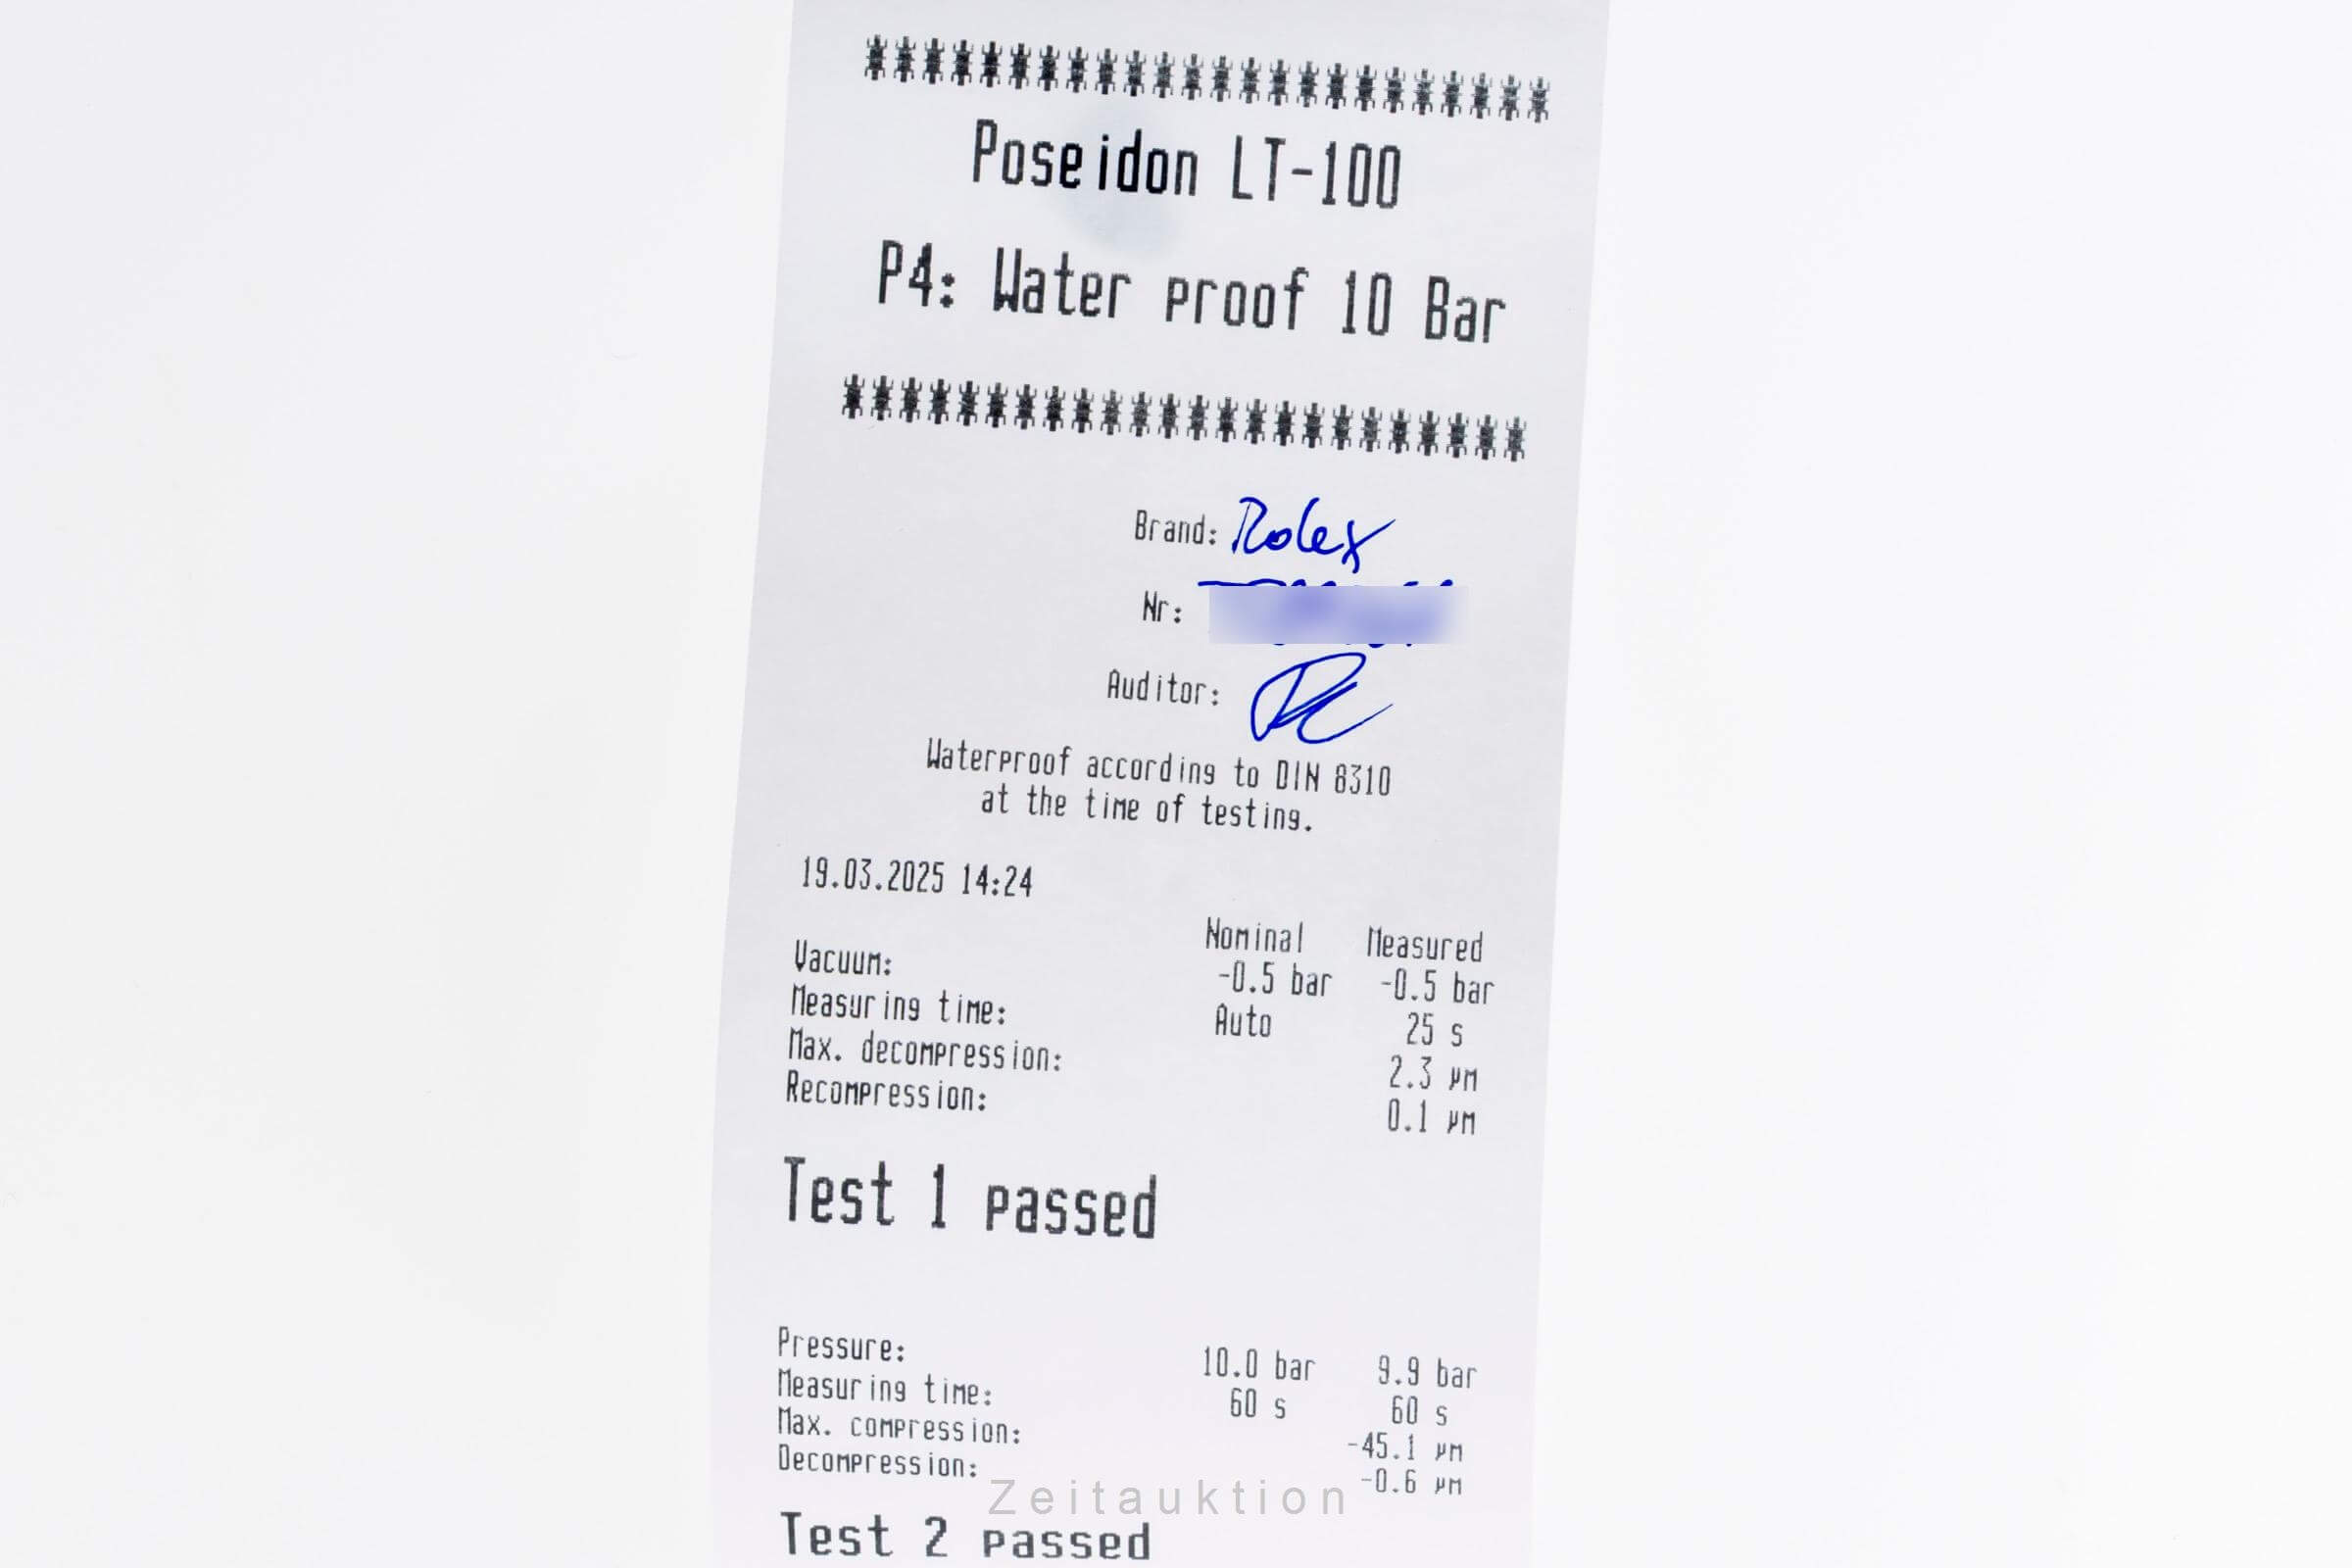 Poseidon LT-100
P4: Water proof 10 Bar
Brand: Rolex
Nr:
Auditor:
Waterproof according to DIN 8310
at the time of testing.
19.03.2025 14:24
Nominal Measured
Vacuum: -0.5 bar -0.5 bar
Measuring time: Auto 25 s
Max. decompression: 2.3 µm
Recompression: 0.1 µm
Test 1 passed
Pressure: 10.0 bar 9.9 bar
Measuring time: 60 s 60 s
Max. compression: -45.1 µm
Decompression: -0.6 µm
Zeitauktion
Test 2 passed